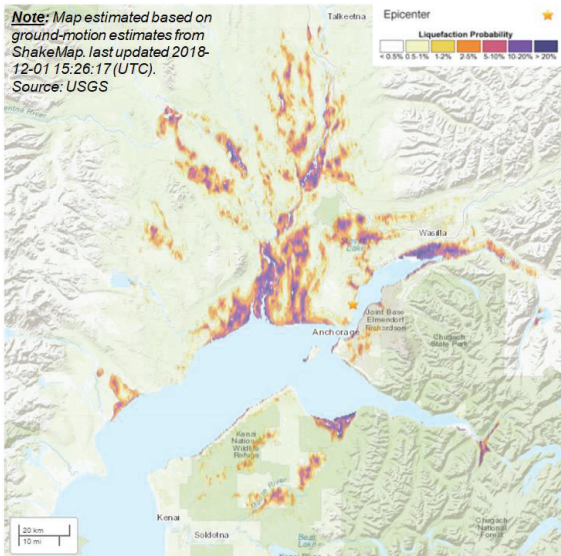 Note: Map estimated based on
ground-motion estimates from
ShakeMap. last updated 2018-
12-01 15:26:17 (UTC).
Source: USGS
Talkeetna
Epicenter
Liquefaction Probability
< 0.5% 0.5-1% 1-2% 2-5% 5-10% 10-20% > 20%
River
Wasilla
Joint Base
Elmendorf
Richardson
Anchorage
Chugach
State Park
Kenai
National
Wildlife
Refuge
River
Kenai
Soldotna
Chugach
National
Forest
20 km
10 mi